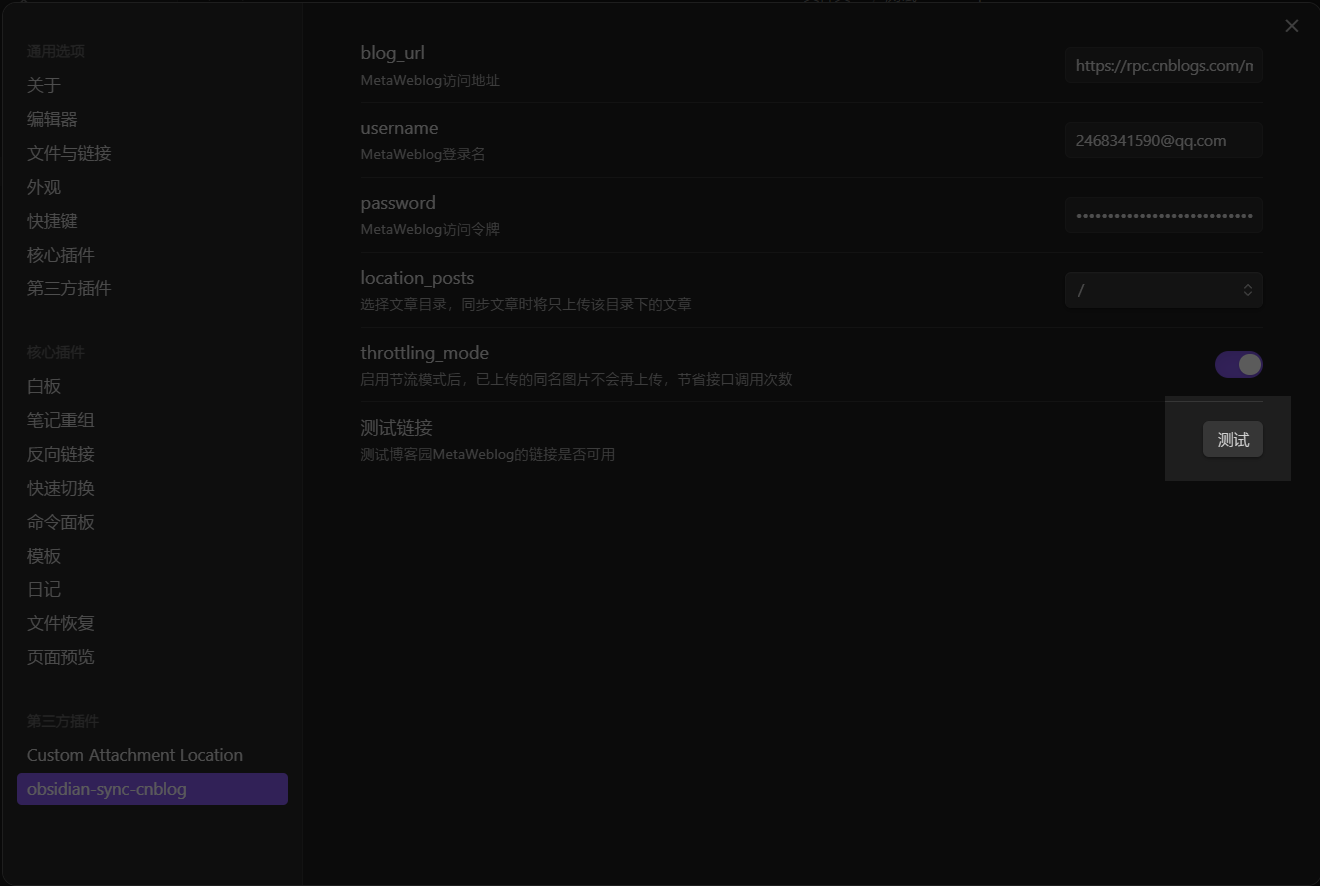 通用选项
关于
编辑器
文件与链接
外观
快捷键
核心插件
第三方插件
核心插件
白板
笔记重组
反向链接
快速切换
命令面板
模板
日记
文件恢复
页面预览
第三方插件
Custom Attachment Location
obsidian-sync-cnblog
blog_url
MetaWeblog访问地址
https://rpc.cnblogs.com/n
username
MetaWeblog登录名
2468341590@qq.com
password
MetaWeblog访问令牌
••••••••••••••••••••••••••••
location_posts
选择文章目录，同步文章时将只上传该目录下的文章
/
throttling_mode
启用节流模式后，已上传的同名图片不会再上传，节省接口调用次数
测试链接
测试博客园MetaWeblog的链接是否可用
测试